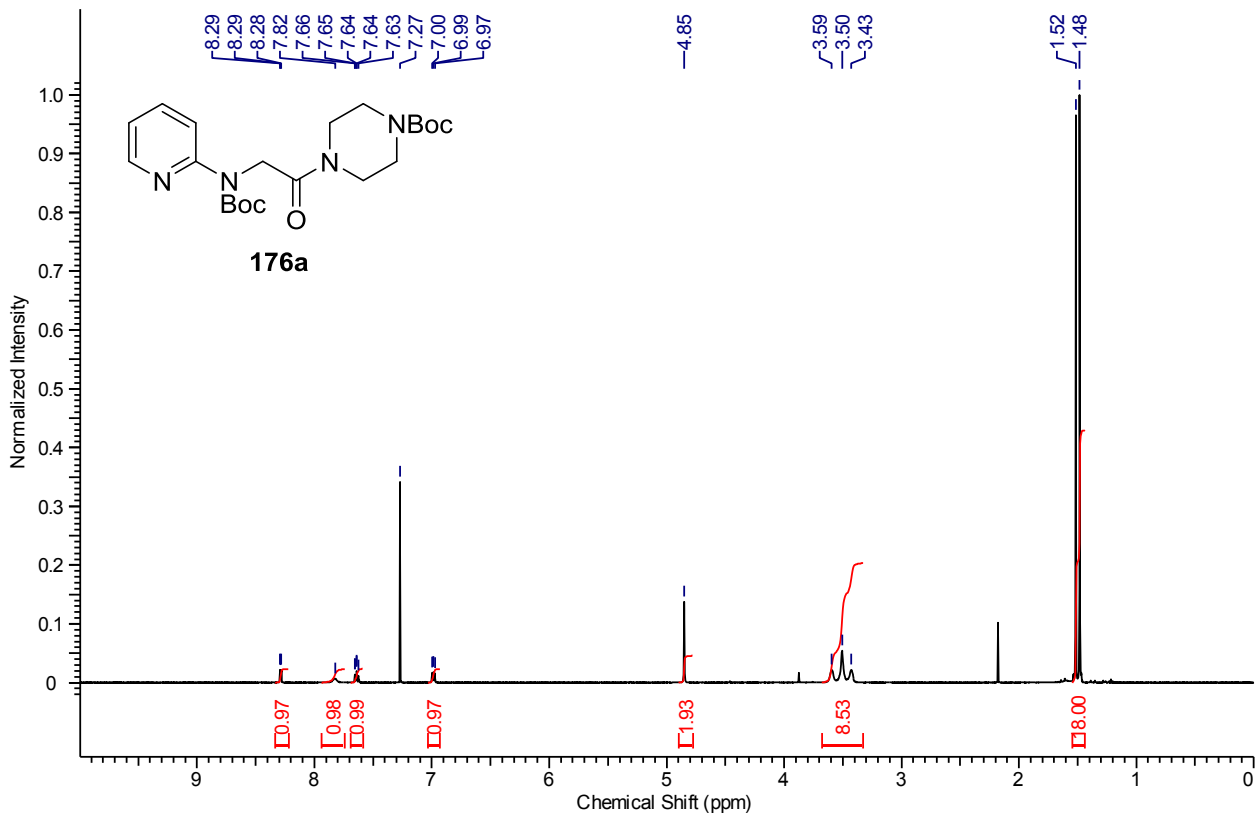 8.29 8.29 8.28 7.82 7.66 7.65 7.64 7.64 7.63 7.27 7.00 6.99 6.97 4.85 3.59 3.50 3.43 1.52 1.48
1.0
0.9
0.8
0.7
0.6
0.5
0.4
0.3
0.2
0.1
0
Normalized Intensity
N
N
Boc
O
N
N
Boc
176a
0.97 0.98 0.99 0.97 1.93 8.53 18.00
9 8 7 6 5 4 3 2 1 0
Chemical Shift (ppm)